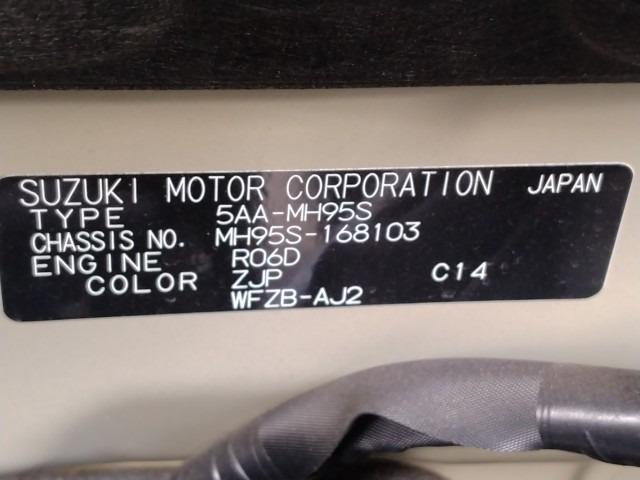 SUZUKI MOTOR CORPORATION JAPAN
TYPE 5AA-MH95S
CHASSIS NO. MH95S-168103
ENGINE R06D
COLOR ZJP C14
WFZB-AJ2